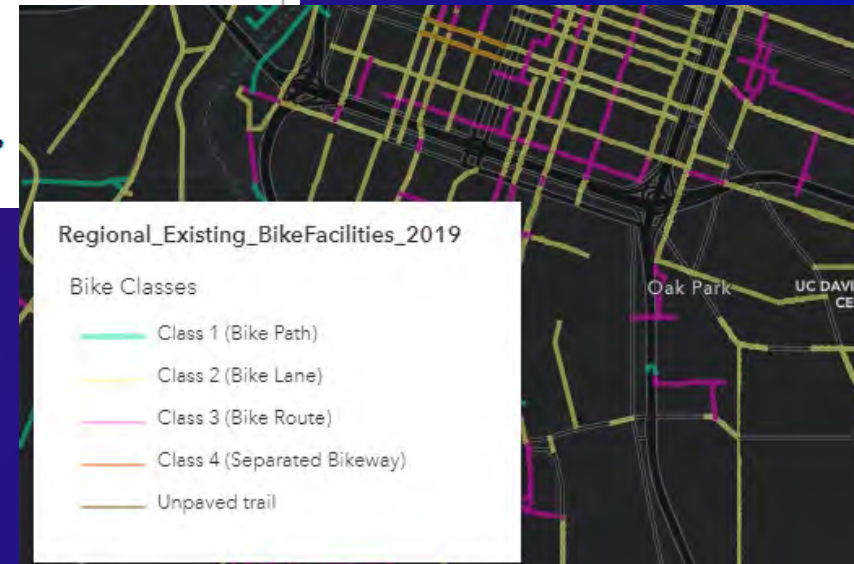 Regional_Existing_BikeFacilities_2019
Bike Classes
Class 1 (Bike Path)
Class 2 (Bike Lane)
Class 3 (Bike Route)
Class 4 (Separated Bikeway)
Unpaved trail
Oak Park
UC DAVI
CE